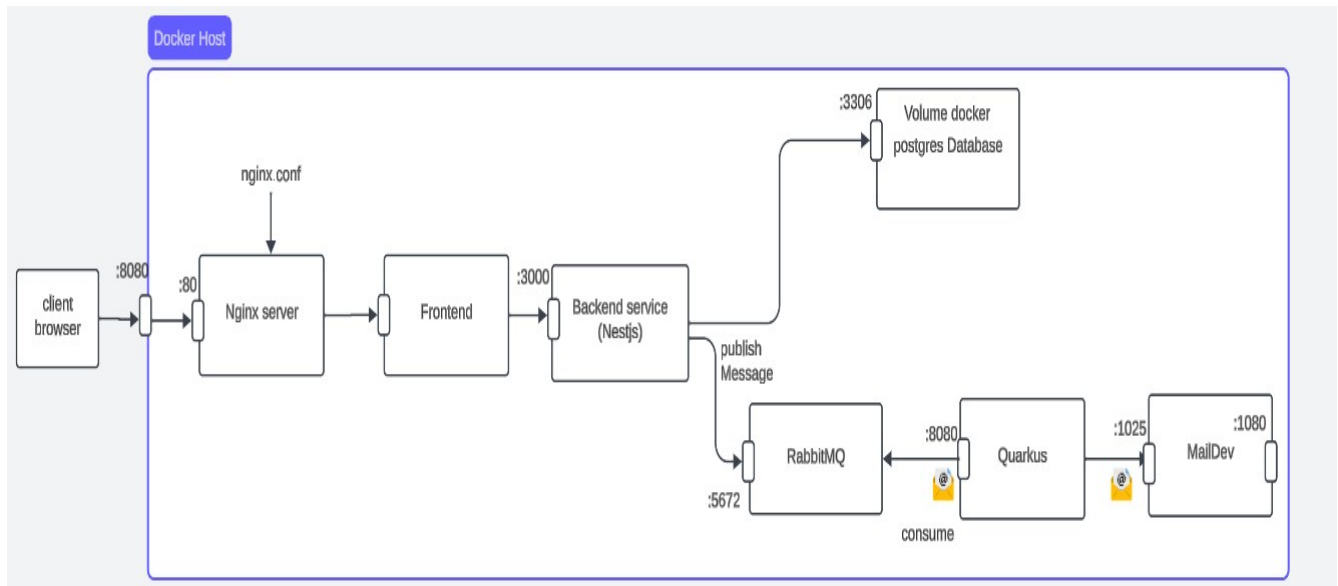 Docker Host
:3306
Volume docker
postgres Database
nginx.conf
:8080
:80
:3000
client
browser
Nginx server
Frontend
Backend service
(Nestjs)
publish
Message
:8080
:1025
:1080
RabbitMQ
Quarkus
MailDev
:5672
@
@
consume